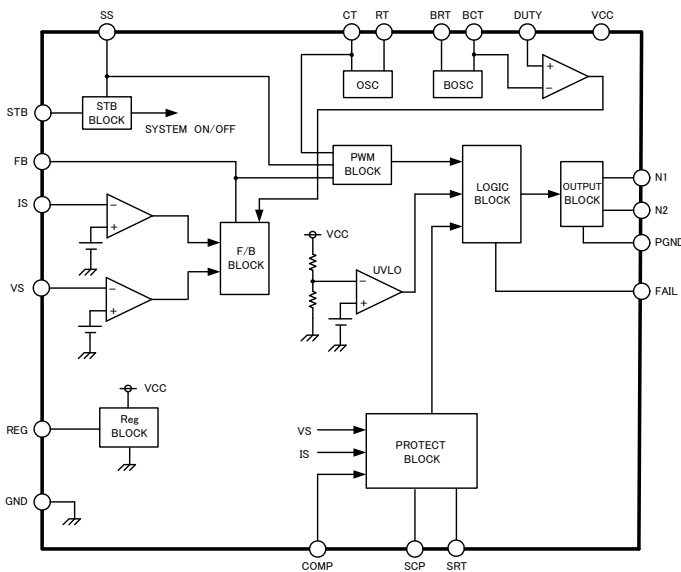 SS
CT
RT
BRT
BCT
DUTY
VCC
STB
STB
BLOCK
SYSTEM ON/OFF
OSC
BOSC
+
−
FB
PWM
BLOCK
LOGIC
BLOCK
OUTPUT
BLOCK
N1
N2
PGND
FAIL
IS
−
+
F/B
BLOCK
VCC
UVLO
−
+
VS
−
+
VCC
Reg
BLOCK
REG
VS
IS
PROTECT
BLOCK
GND
COMP
SCP
SRT